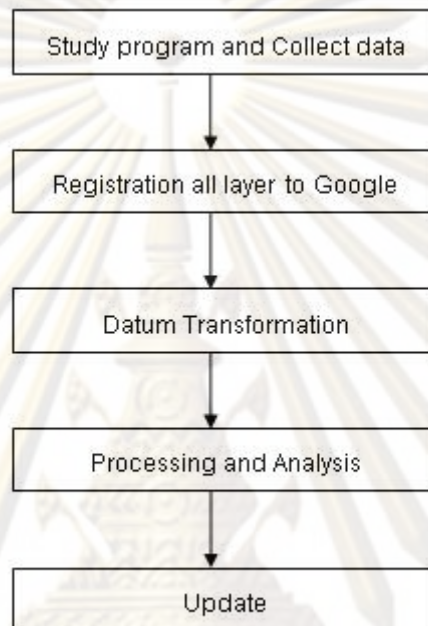 Study program and Collect data
Registration all layer to Google
Datum Transformation
Processing and Analysis
Update